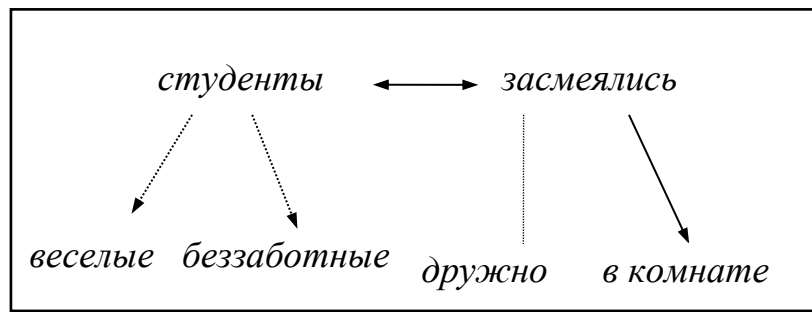 студенты засмеялись
веселые беззаботные дружно в комнате